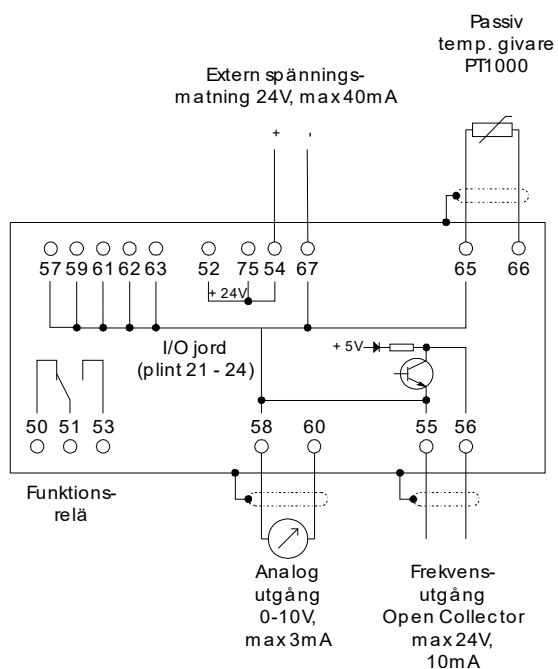 Passiv
temp. givare
PT1000
Extern spännings-
matning 24V, max 40mA
+ -
57 59 61 62 63 52 75 54 67 65 66
+ 24V
I/O jord
(plint 21 - 24)
+ 5V
50 51 53 58 60 55 56
Funktions-
relä
Analog
utgång
0-10V,
max 3mA
Frekvens-
utgång
Open Collector
max 24V,
10mA